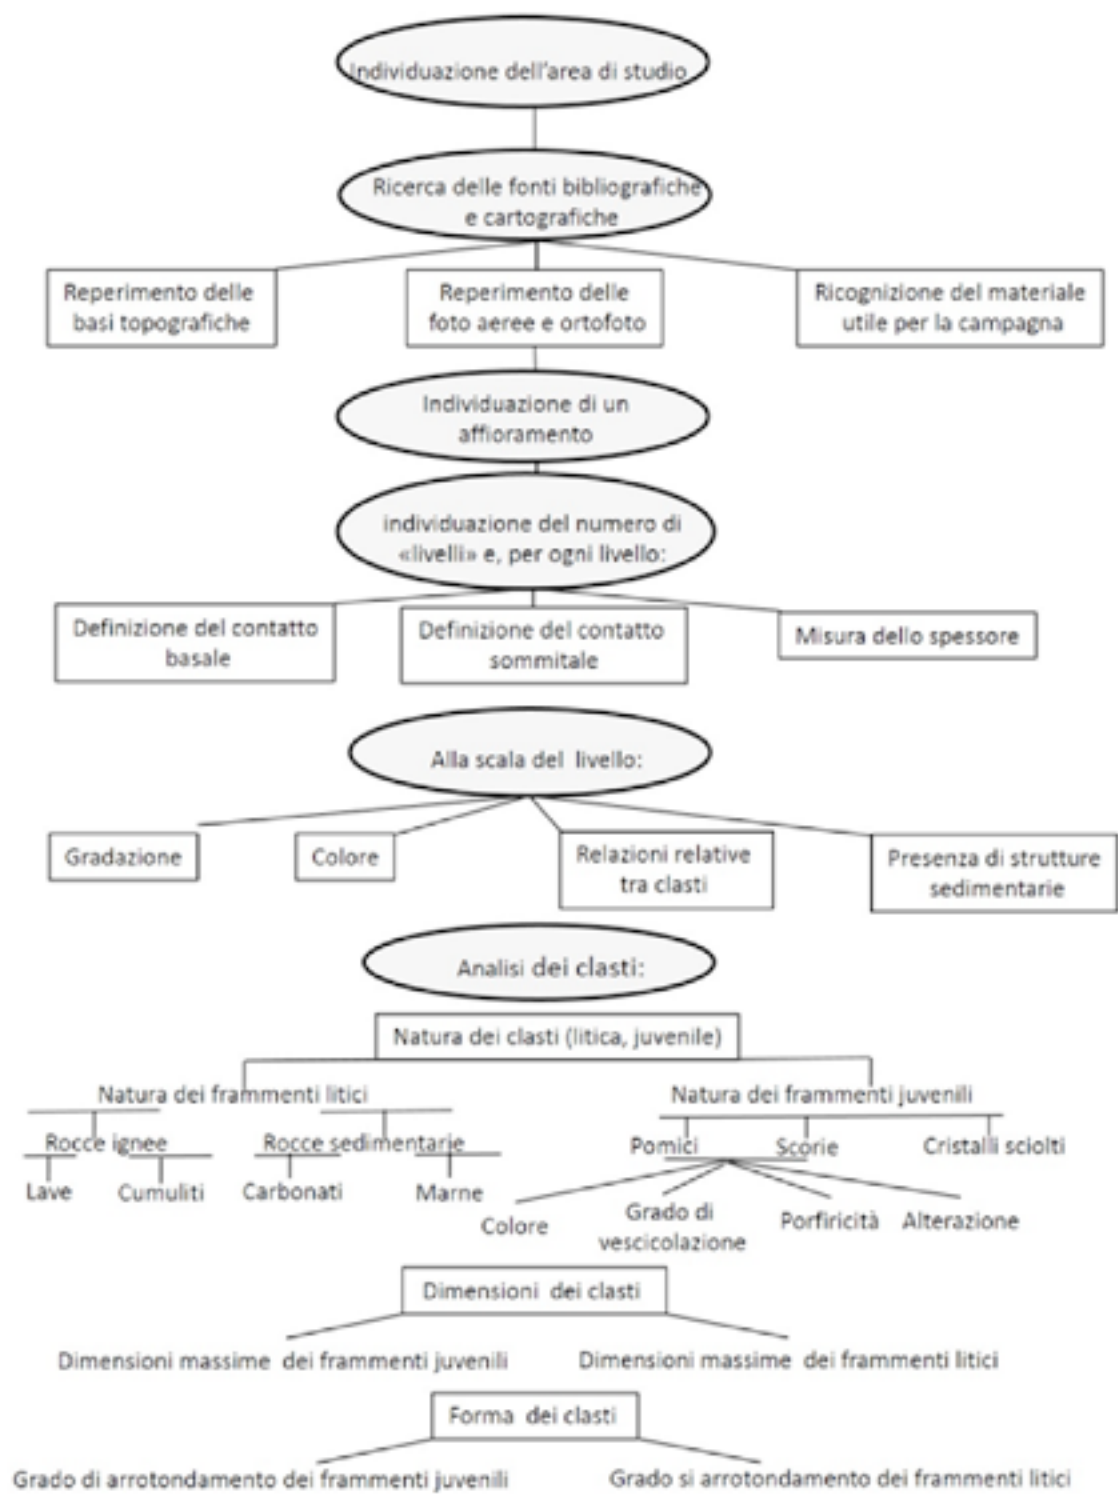 Individuazione dell'area di studio
Ricerca delle fonti bibliografiche
e cartografiche
Reperimento delle
basi topografiche
Reperimento delle
foto aeree e ortofoto
Ricognizione del materiale
utile per la campagna
Individuazione di un
affioramento
individuazione del numero di
«livelli» e, per ogni livello:
Definizione del contatto
basale
Definizione del contatto
sommitale
Misura dello spessore
Alla scala del livello:
Gradazione
Colore
Relazioni relative
tra clasti
Presenza di strutture
sedimentarie
Analisi dei clasti:
Natura dei clasti (litica, juvenile)
Natura dei frammenti litici
Natura dei frammenti juvenili
Rocce ignee
Rocce sedimentarie
Pomici
Scorie
Cristalli sciolti
Lave
Cumuliti
Carbonati
Marne
Colore
Grado di
vescicolazione
Porfiricità
Alterazione
Dimensioni dei clasti
Dimensioni massime dei frammenti juvenili
Dimensioni massime dei frammenti litici
Forma dei clasti
Grado di arrotondamento dei frammenti juvenili
Grado si arrotondamento dei frammenti litici